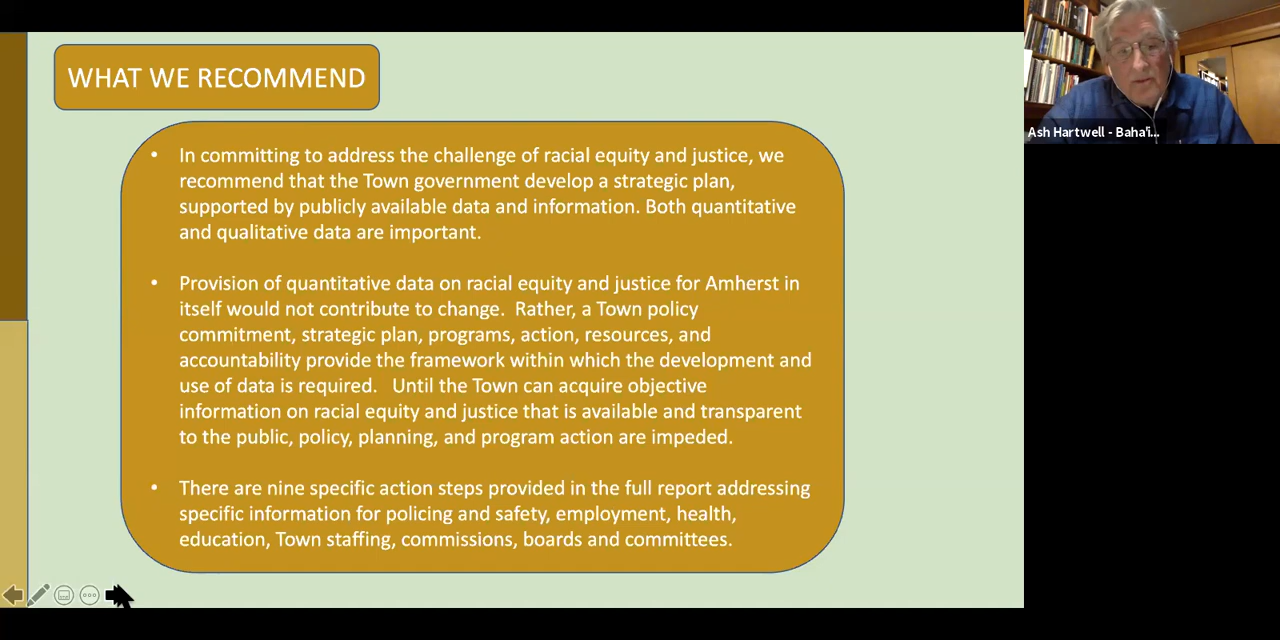 WHAT WE RECOMMEND
• In committing to address the challenge of racial equity and justice, we
recommend that the Town government develop a strategic plan,
supported by publicly available data and information. Both quantitative
and qualitative data are important.
• Provision of quantitative data on racial equity and justice for Amherst in
itself would not contribute to change. Rather, a Town policy
commitment, strategic plan, programs, action, resources, and
accountability provide the framework within which the development and
use of data is required. Until the Town can acquire objective
information on racial equity and justice that is available and transparent
to the public, policy, planning, and program action are impeded.
• There are nine specific action steps provided in the full report addressing
specific information for policing and safety, employment, health,
education, Town staffing, commissions, boards and committees.
Ash Hartwell - Baha'i...